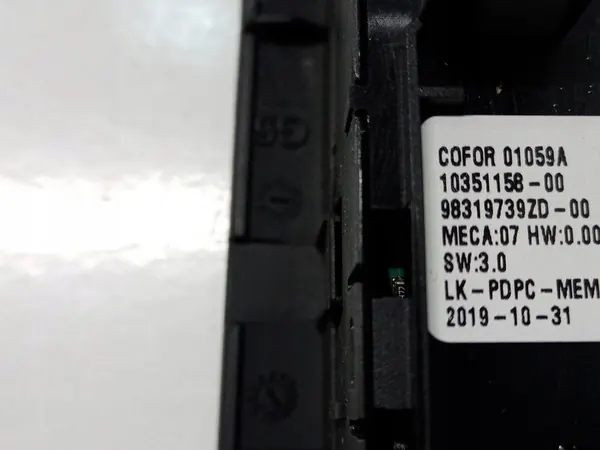 COFOR 01059A
10351158-00
98319739ZD-00
MECA:07 HW:0.00
SW:3.0
LK-PDPC-MEM
2019-10-31